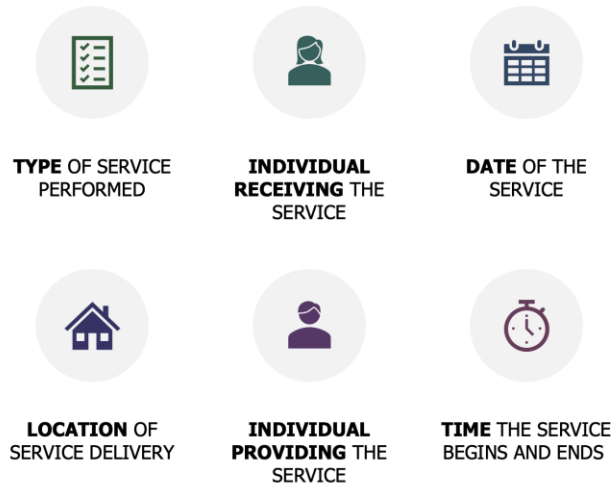 TYPE OF SERVICE
PERFORMED
INDIVIDUAL
RECEIVING THE
SERVICE
DATE OF THE
SERVICE
LOCATION OF
SERVICE DELIVERY
INDIVIDUAL
PROVIDING THE
SERVICE
TIME THE SERVICE
BEGINS AND ENDS